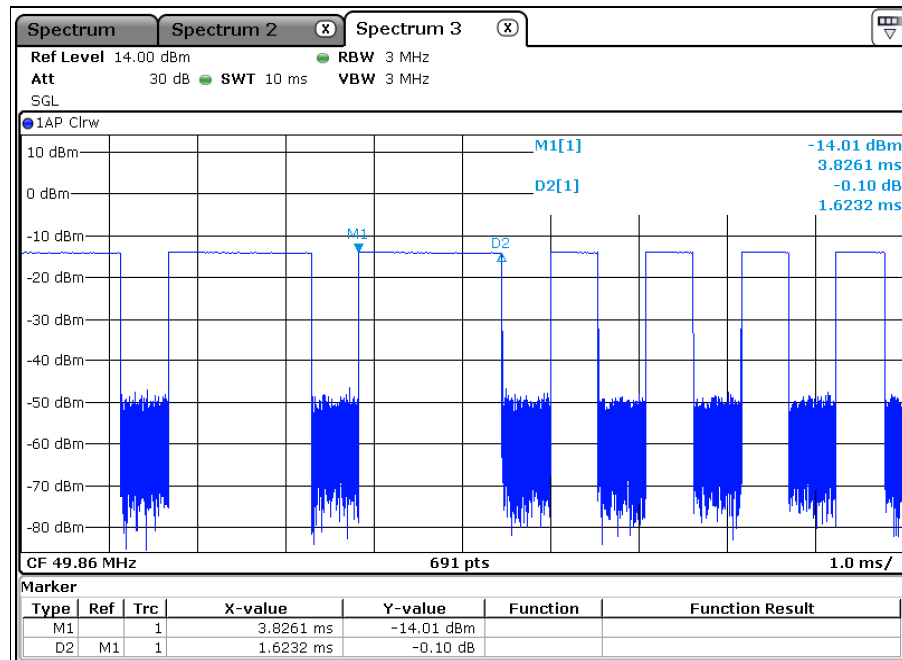 Spectrum Spectrum 2 X Spectrum 3 X
Ref Level 14.00 dBm RBW 3 MHz
Att 30 dB SWT 10 ms VBW 3 MHz
SGL
1AP Clrw
M1[1] -14.01 dBm
3.8261 ms
D2[1] -0.10 dB
1.6232 ms
10 dBm
0 dBm
-10 dBm
M1
D2
-20 dBm
-30 dBm
-40 dBm
-50 dBm
-60 dBm
-70 dBm
-80 dBm
CF 49.86 MHz 691 pts 1.0 ms/
Marker
Type Ref Trc X-value Y-value Function Function Result
M1 1 3.8261 ms -14.01 dBm
D2 M1 1 1.6232 ms -0.10 dB